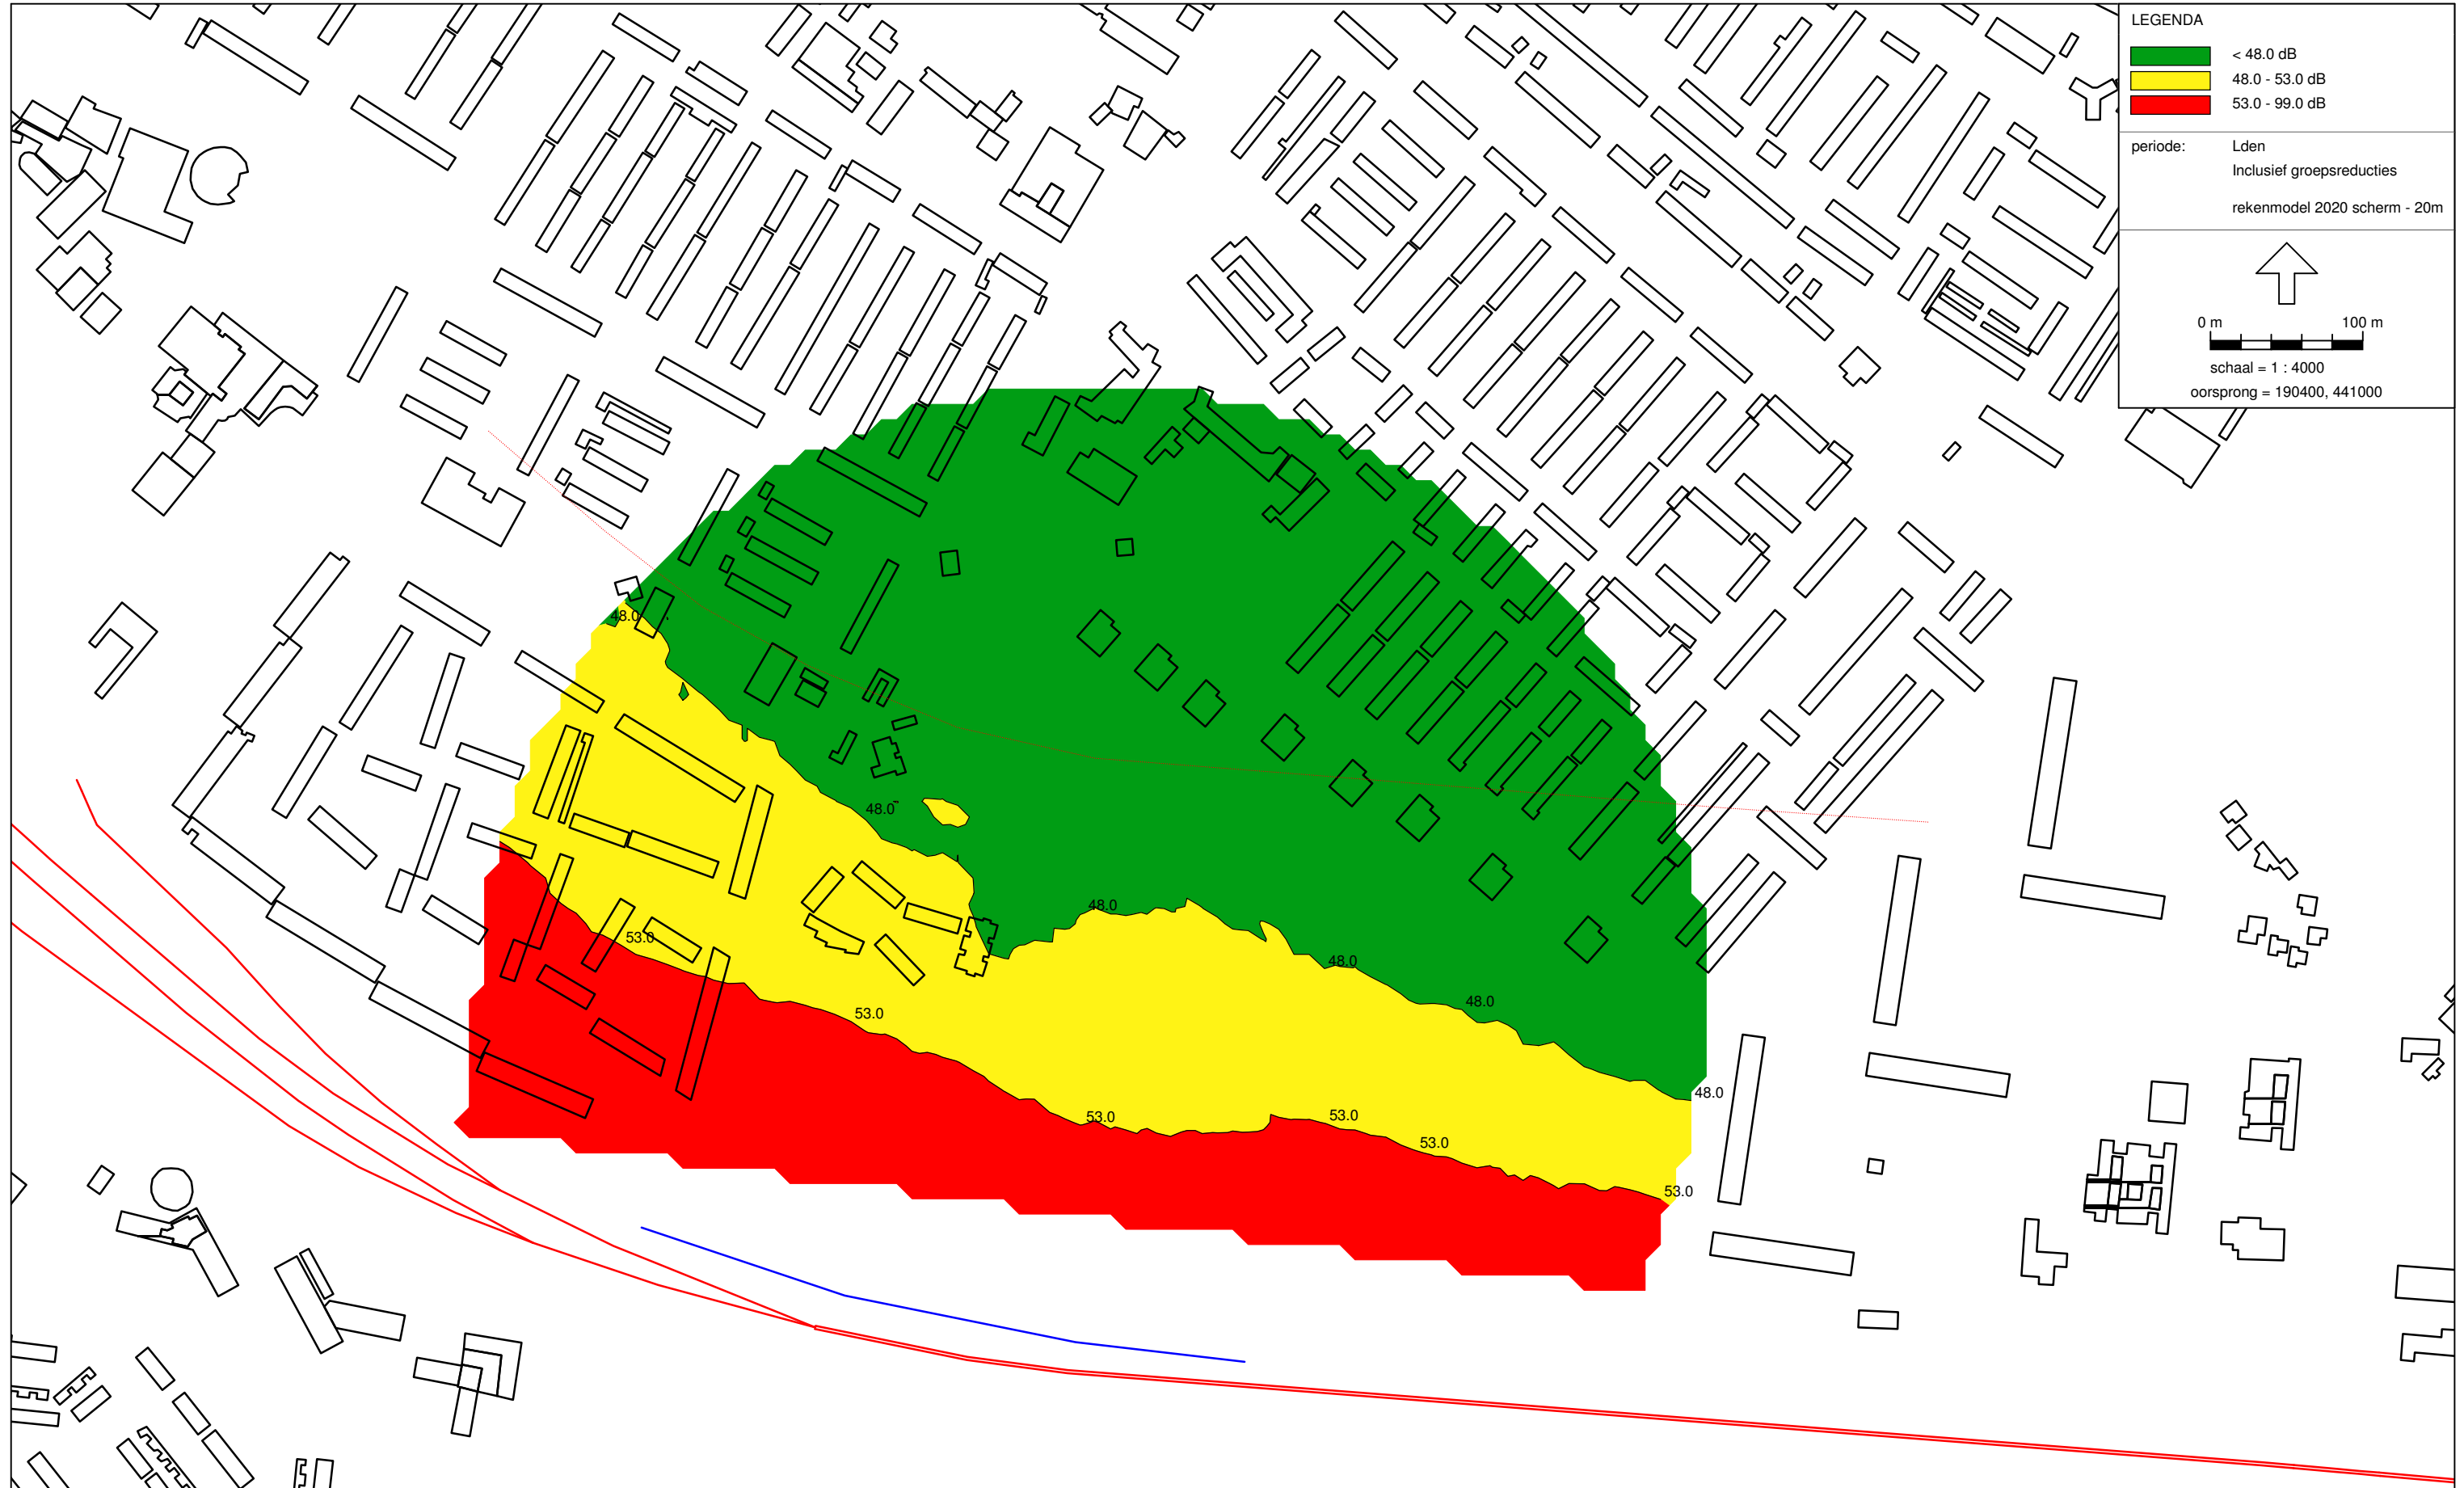 LEGENDA
< 48.0 dB
48.0 - 53.0 dB
53.0 - 99.0 dB
periode: Lden
Inclusief groepsreducties
rekenmodel 2020 scherm - 20m
0 m 100 m
schaal = 1 : 4000
oorsprong = 190400, 441000
48.0
48.0
48.0
53.0
48.0
48.0
53.0
48.0
53.0
53.0
53.0
53.0